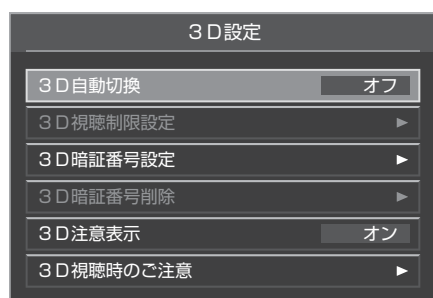 ３Ｄ設定
３Ｄ自動切換 オフ
３Ｄ視聴制限設定
３Ｄ暗証番号設定
３Ｄ暗証番号削除
３Ｄ注意表示 オン
３Ｄ視聴時のご注意